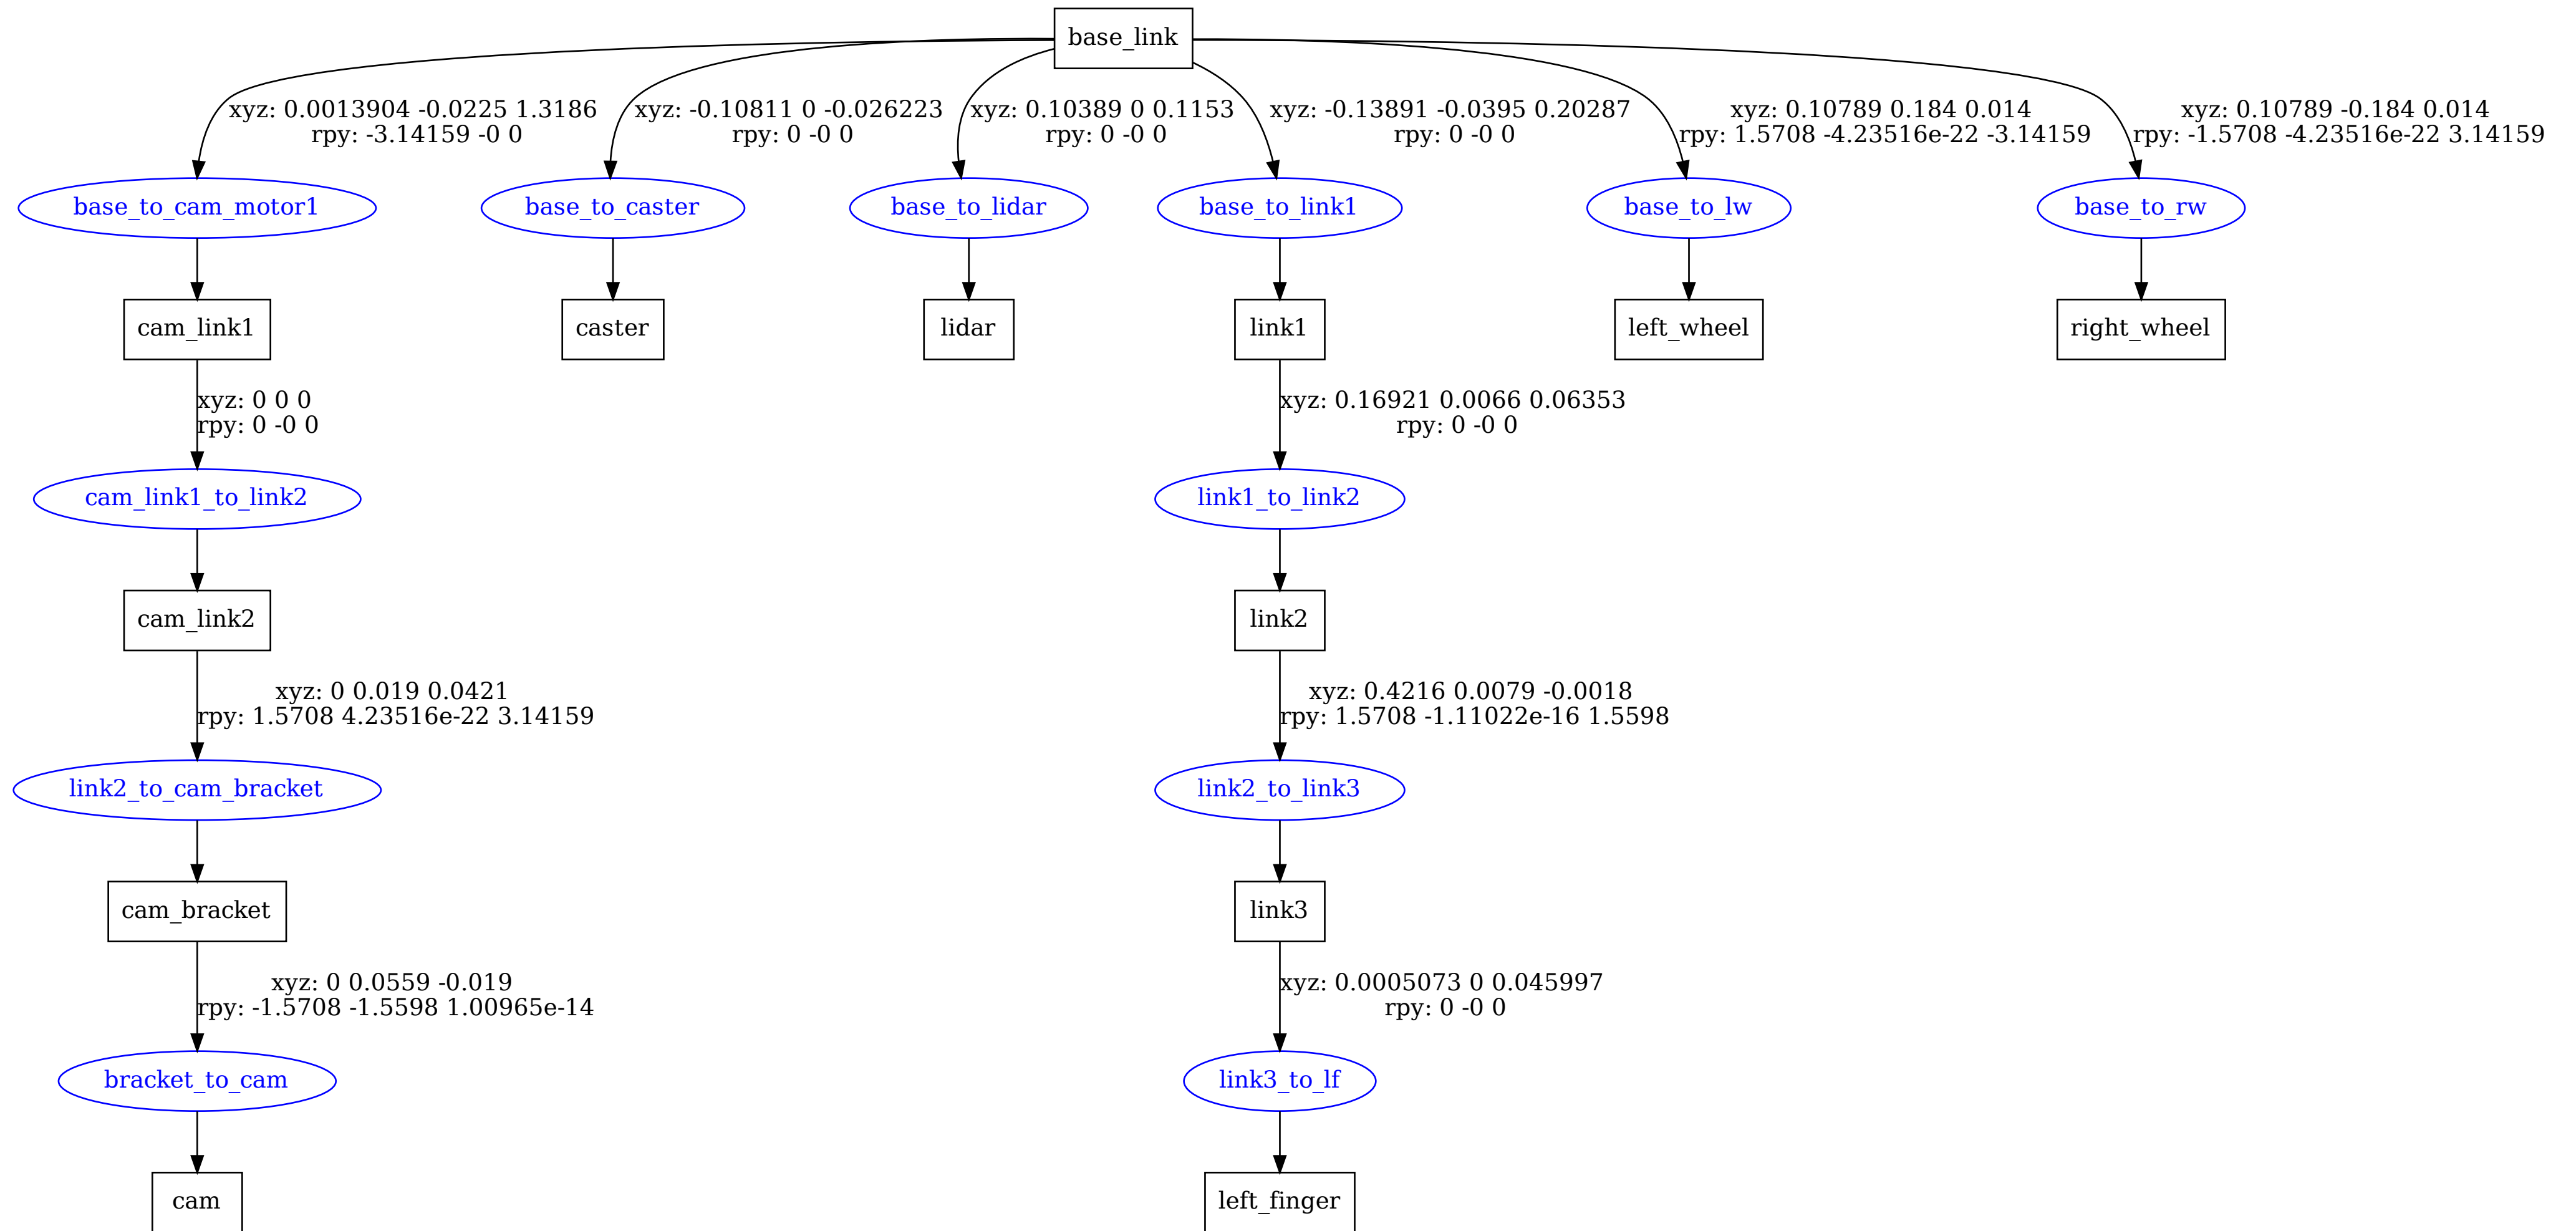 base_link
xyz: 0.0013904 -0.0225 1.3186
rpy: -3.14159 -0 0
xyz: -0.10811 0 -0.026223
rpy: 0 -0 0
xyz: 0.10389 0 0.1153
rpy: 0 -0 0
xyz: -0.13891 -0.0395 0.20287
rpy: 0 -0 0
xyz: 0.10789 0.184 0.014
rpy: 1.5708 -4.23516e-22 -3.14159
xyz: 0.10789 -0.184 0.014
rpy: -1.5708 -4.23516e-22 3.14159
base_to_cam_motor1
base_to_caster
base_to_lidar
base_to_link1
base_to_lw
base_to_rw
cam_link1
caster
lidar
link1
left_wheel
right_wheel
xyz: 0 0 0
rpy: 0 -0 0
xyz: 0.16921 0.0066 0.06353
rpy: 0 -0 0
cam_link1_to_link2
link1_to_link2
cam_link2
link2
xyz: 0 0.019 0.0421
rpy: 1.5708 4.23516e-22 3.14159
xyz: 0.4216 0.0079 -0.0018
rpy: 1.5708 -1.11022e-16 1.5598
link2_to_cam_bracket
link2_to_link3
cam_bracket
link3
xyz: 0 0.0559 -0.019
rpy: -1.5708 -1.5598 1.00965e-14
xyz: 0.0005073 0 0.045997
rpy: 0 -0 0
bracket_to_cam
link3_to_lf
cam
left_finger